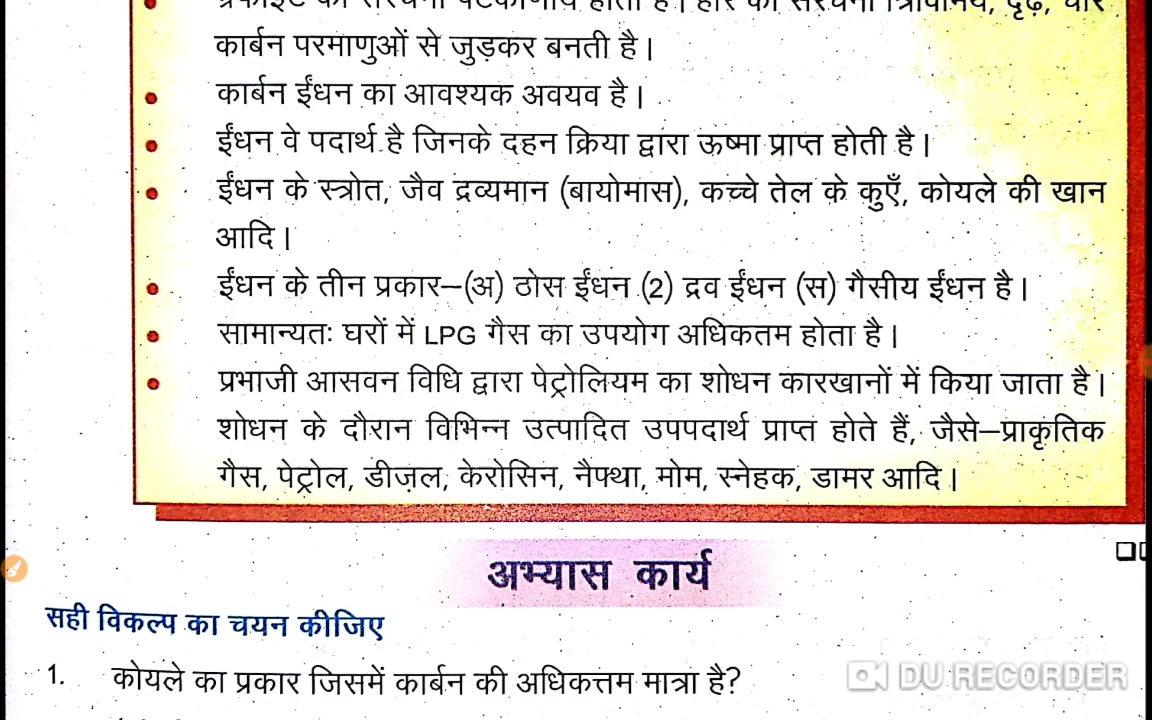 कार्बन परमाणुओं से जुड़कर बनती है।
• कार्बन ईंधन का आवश्यक अवयव है।
• ईंधन वे पदार्थ है जिनके दहन क्रिया द्वारा ऊष्मा प्राप्त होती है।
• ईंधन के स्त्रोत, जैव द्रव्यमान (बायोमास), कच्चे तेल के कुएँ, कोयले की खान
आदि।
• ईंधन के तीन प्रकार–(अ) ठोस ईंधन (2) द्रव ईंधन (स) गैसीय ईंधन है।
• सामान्यतः घरों में LPG गैस का उपयोग अधिकतम होता है।
• प्रभाजी आसवन विधि द्वारा पेट्रोलियम का शोधन कारखानों में किया जाता है।
शोधन के दौरान विभिन्न उत्पादित उपपदार्थ प्राप्त होते हैं, जैसे–प्राकृतिक
गैस, पेट्रोल, डीज़ल, केरोसिन, नैफ्था, मोम, स्नेहक, डामर आदि।
अभ्यास कार्य
सही विकल्प का चयन कीजिए
1. कोयले का प्रकार जिसमें कार्बन की अधिकत्तम मात्रा है?
DU RECORDER